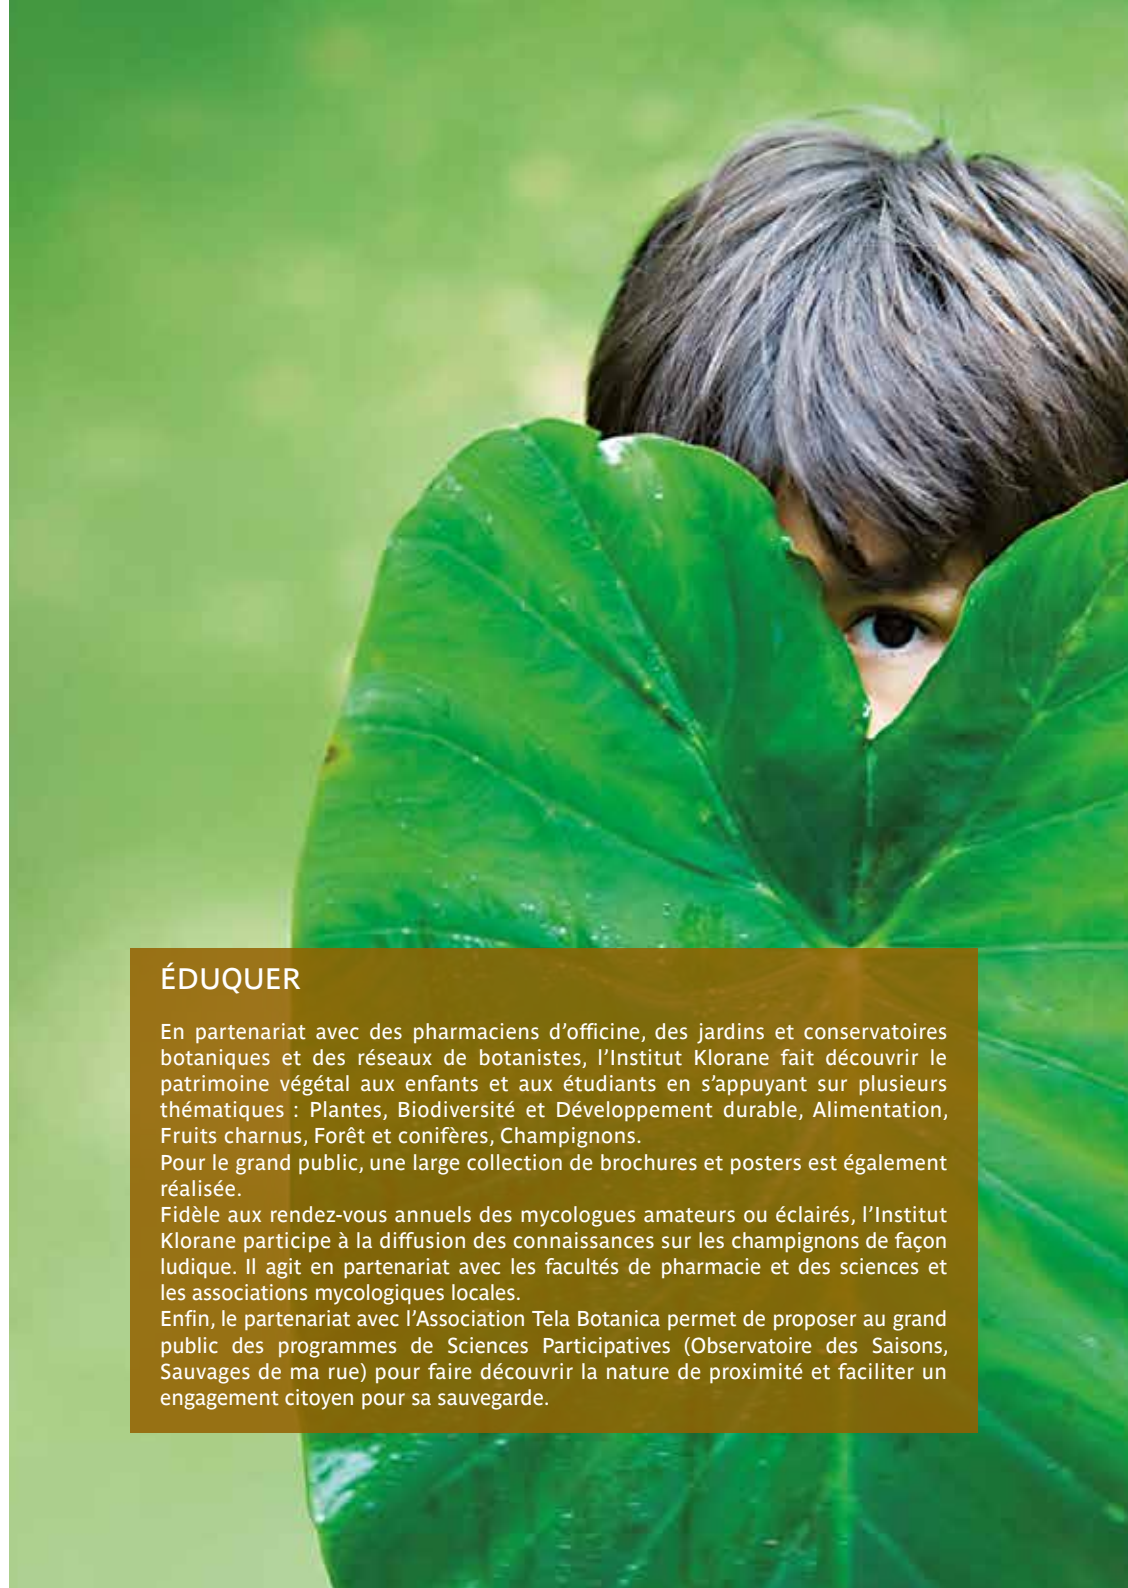 ÉDUQUER
En partenariat avec des pharmaciens d’officine, des jardins et conservatoires
botaniques et des réseaux de botanistes, l’Institut Klorane fait découvrir le
patrimoine végétal aux enfants et aux étudiants en s’appuyant sur plusieurs
thématiques : Plantes, Biodiversité et Développement durable, Alimentation,
Fruits charnus, Forêt et conifères, Champignons.
Pour le grand public, une large collection de brochures et posters est également
réalisée.
Fidèle aux rendez-vous annuels des mycologues amateurs ou éclairés, l’Institut
Klorane participe à la diffusion des connaissances sur les champignons de façon
ludique. Il agit en partenariat avec les facultés de pharmacie et des sciences et
les associations mycologiques locales.
Enfin, le partenariat avec l’Association Tela Botanica permet de proposer au grand
public des programmes de Sciences Participatives (Observatoire des Saisons,
Sauvages de ma rue) pour faire découvrir la nature de proximité et faciliter un
engagement citoyen pour sa sauvegarde.